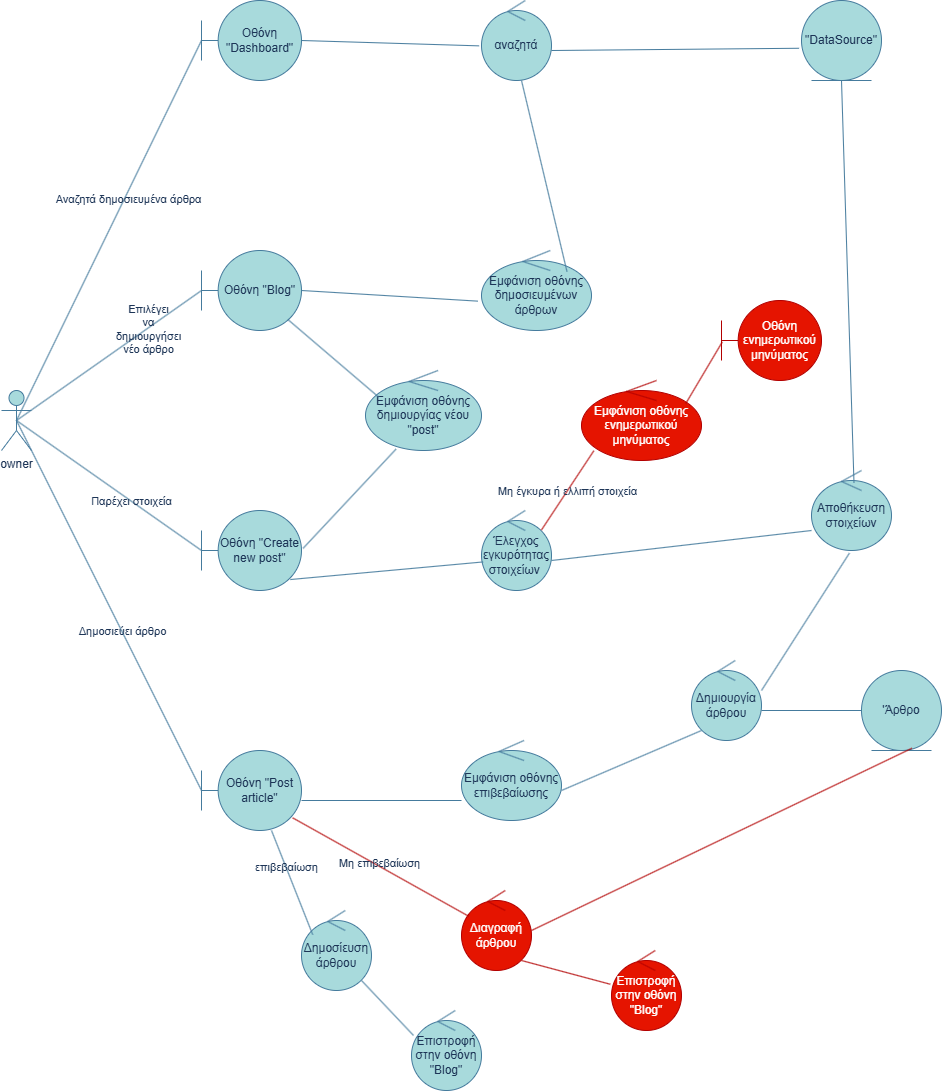 Οθόνη
"Dashboard"
αναζητά
"DataSource"
Αναζητά δημοσιευμένα άρθρα
Οθόνη "Blog"
Εμφάνιση οθόνης
δημοσιευμένων
άρθρων
Επιλέγει
να
δημιουργήσει
νέο άρθρο
Οθόνη
ενημερωτικού
μηνύματος
Εμφάνιση οθόνης
δημιουργίας νέου
"post"
Εμφάνιση οθόνης
ενημερωτικού
μηνύματος
owner
Παρέχει στοιχεία
Μη έγκυρα ή ελλιπή στοιχεία
Αποθήκευση
στοιχείων
Οθόνη "Create
new post"
Έλεγχος
εγκυρότητας
στοιχείων
Δημοσιεύει άρθρο
Δημιουργία
άρθρου
"Άρθρο
Οθόνη "Post
article"
Εμφάνιση οθόνης
επιβεβαίωσης
επιβεβαίωση
Μη επιβεβαίωση
Διαγραφή
άρθρου
Δημοσίευση
άρθρου
Επιστροφή
στην οθόνη
"Blog"
Επιστροφή
στην οθόνη
"Blog"